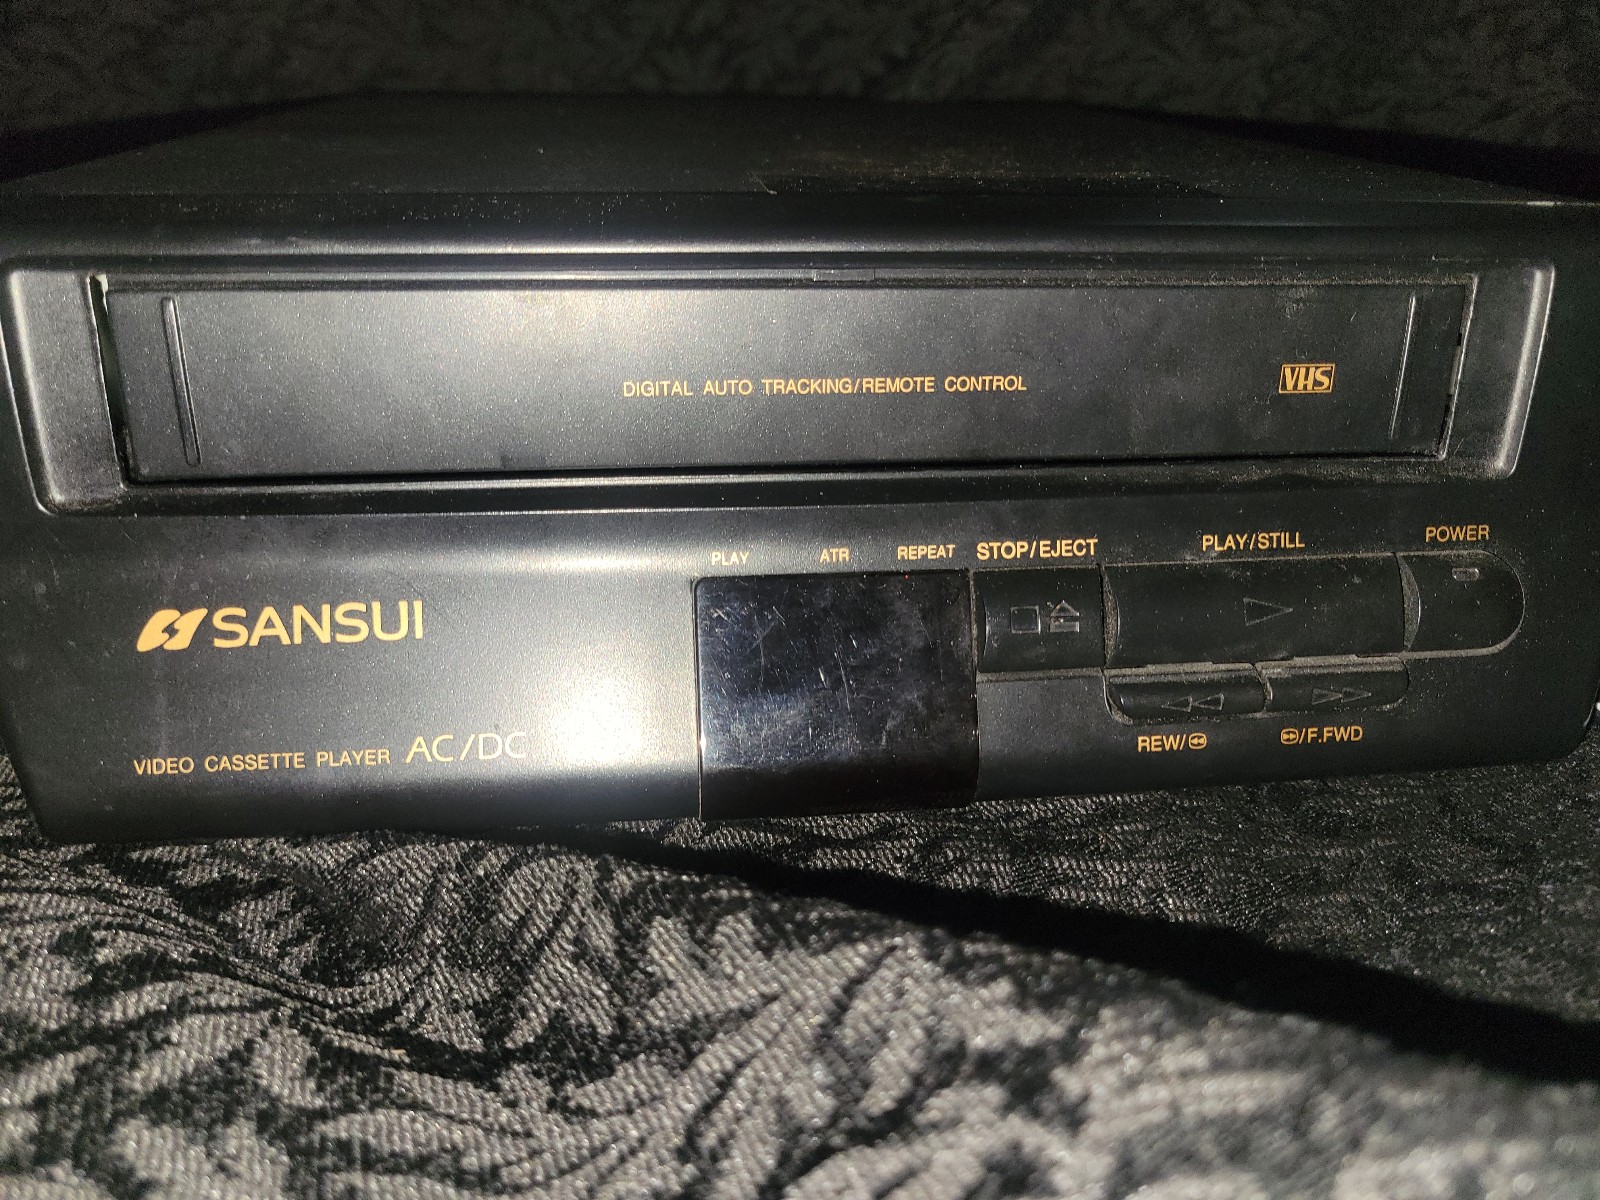 DIGITAL AUTO TRACKING/REMOTE CONTROL
VHS
PLAY
ATR
REPEAT
STOP/EJECT
PLAY/STILL
POWER
SANSUI
VIDEO CASSETTE PLAYER AC/DC
REW/
/F.FWD